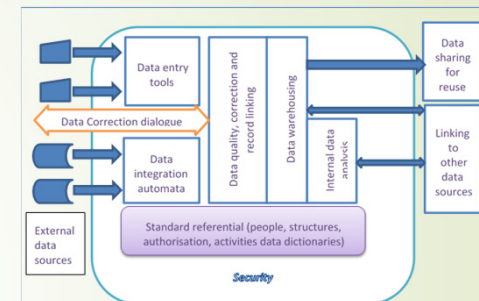 Data entry
tools
Data Correction dialogue
Data
integration
automata
External
data
sources
Data quality, correction and
record linking
Data warehousing
Internal data
analysis
Data
sharing
for
reuse
Linking
to
other
data
sources
Standard referential (people, structures,
authorisation, activities data dictionaries)
Security